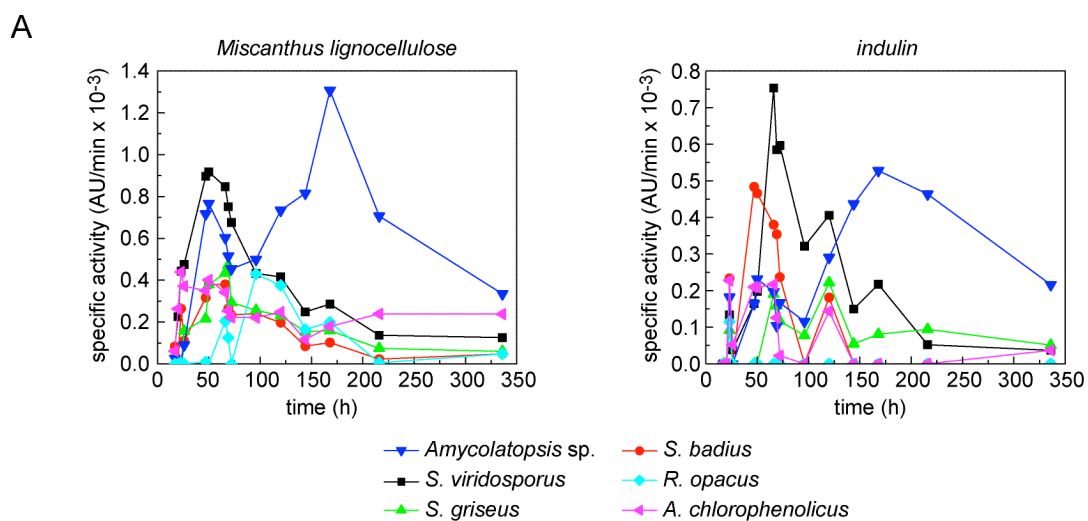 A
Miscanthus lignocellulose
indulin
specific activity (AU/min x 10⁻³)
1.4
1.2
1.0
0.8
0.6
0.4
0.2
0.0
0 50 100 150 200 250 300 350
time (h)
specific activity (AU/min x 10⁻³)
0.8
0.7
0.6
0.5
0.4
0.3
0.2
0.1
0.0
0 50 100 150 200 250 300 350
time (h)
Amycolatopsis sp.
S. badius
S. viridosporus
R. opacus
S. griseus
A. chlorophenolicus